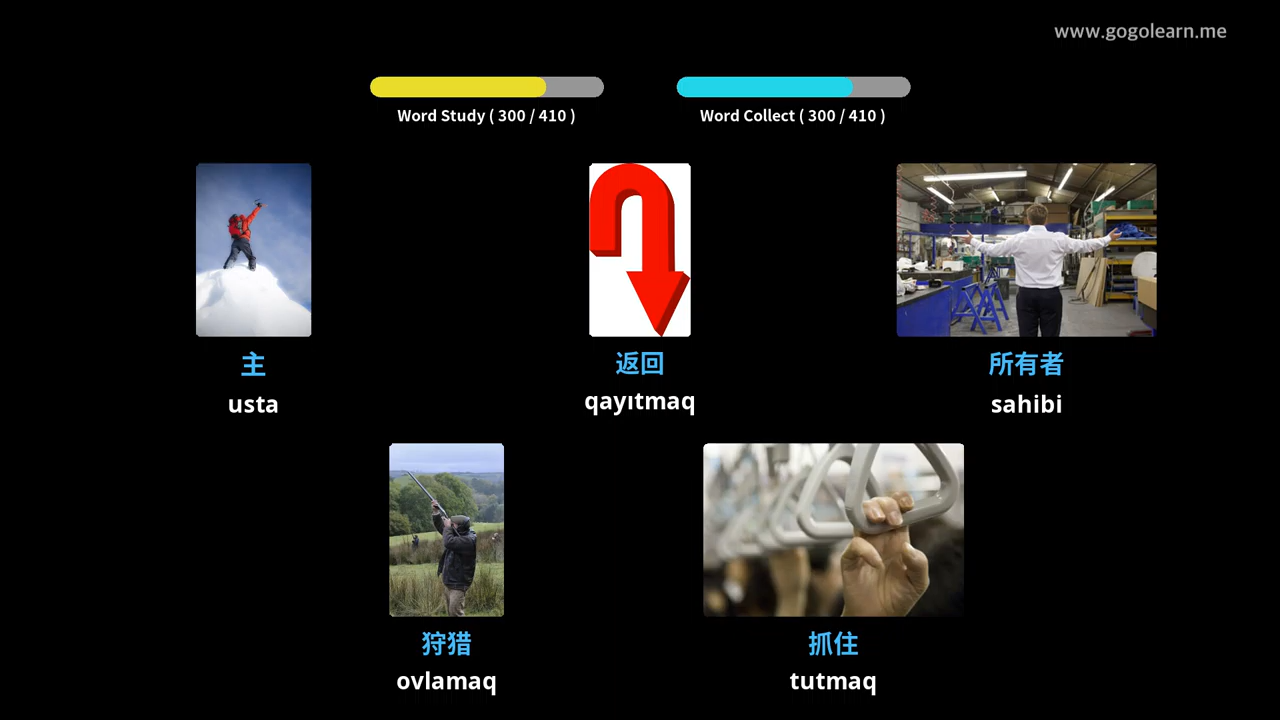 www.gogolearn.me
Word Study ( 300 / 410 )
Word Collect ( 300 / 410 )
主
usta
返回
qayıtmaq
所有者
sahibi
狩猎
ovlamaq
抓住
tutmaq